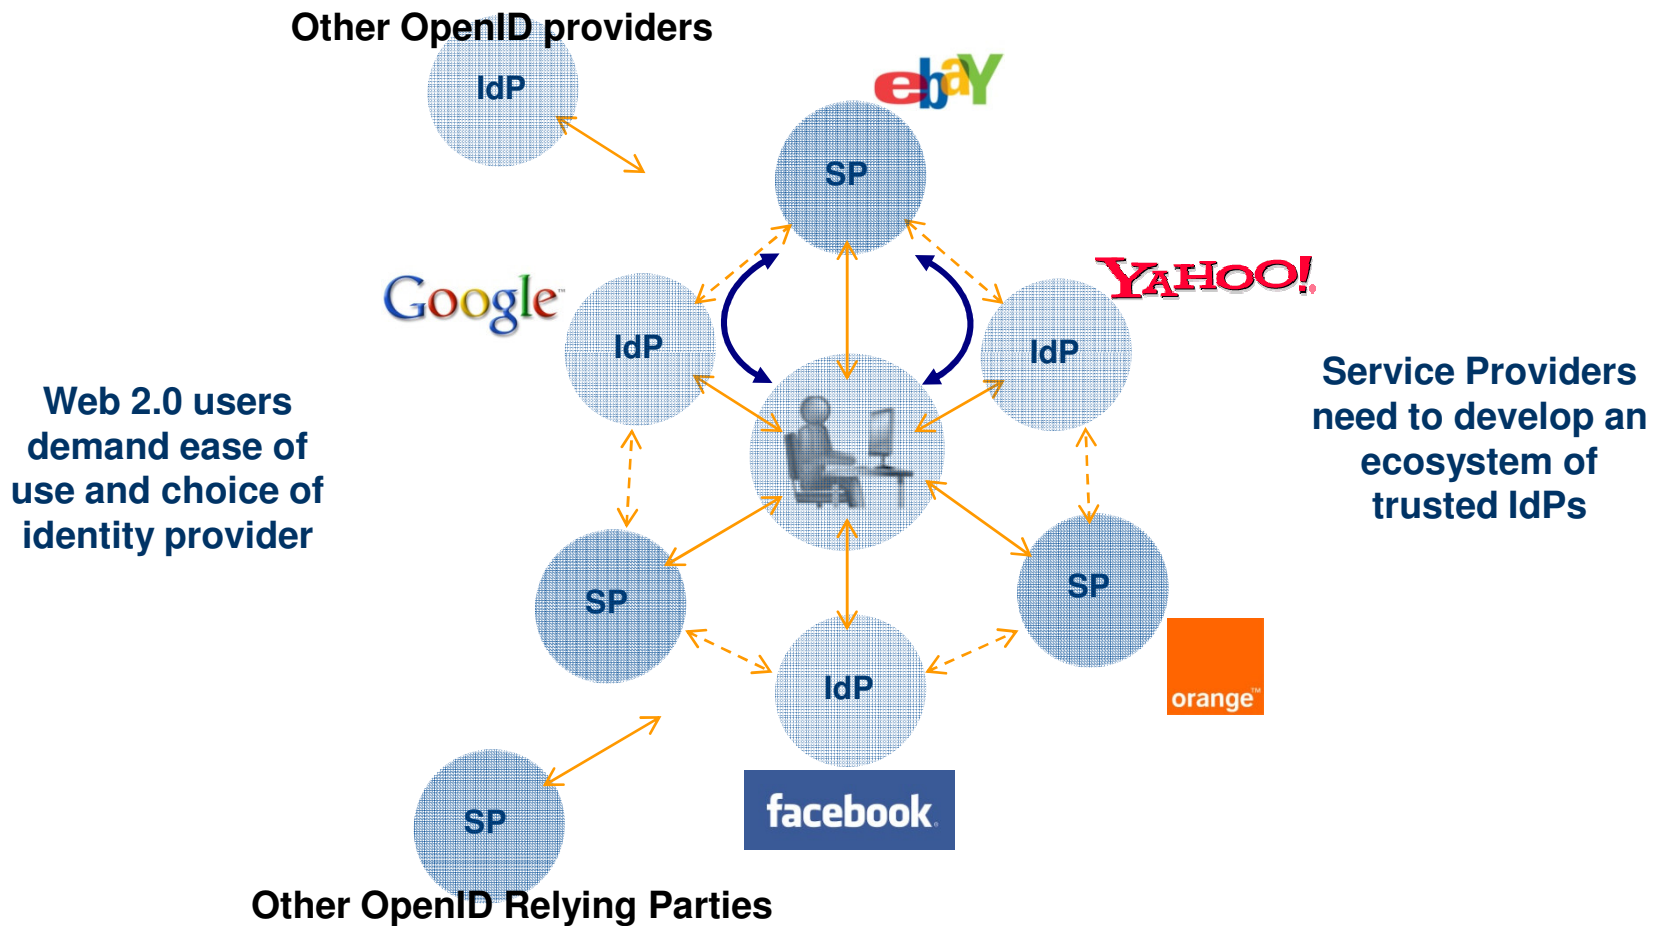 Other OpenID providers
IdP
ebay
SP
Google™
IdP
YAHOO!
IdP
Web 2.0 users
demand ease of
use and choice of
identity provider
Service Providers
need to develop an
ecosystem of
trusted IdPs
SP
SP
IdP
orange™
facebook
SP
Other OpenID Relying Parties